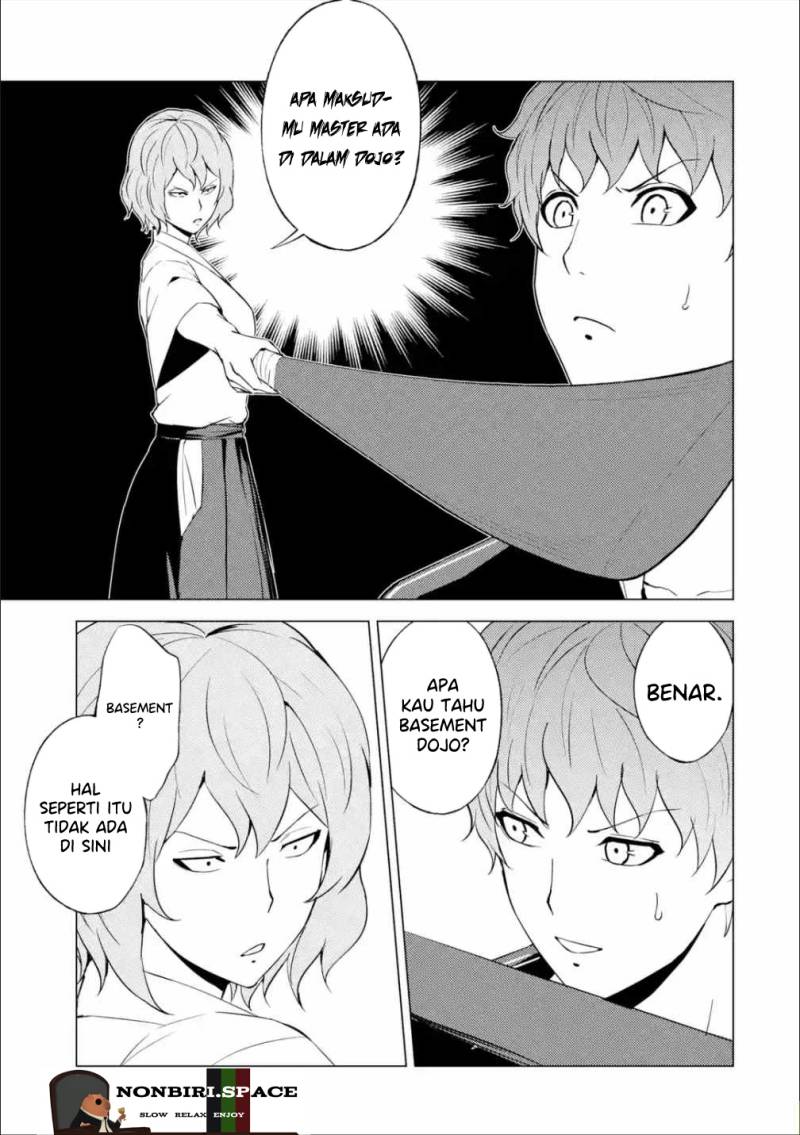 APA MAKSUD-
MU MASTER ADA
DI DALAM DOJO?
BENAR.
APA
KAU TAHU
BASEMENT
DOJO?
BASEMENT
?
HAL
SEPERTI ITU
TIDAK ADA
DI SINI
NONBIRI.SPACE
SLOW RELAX ENJOY